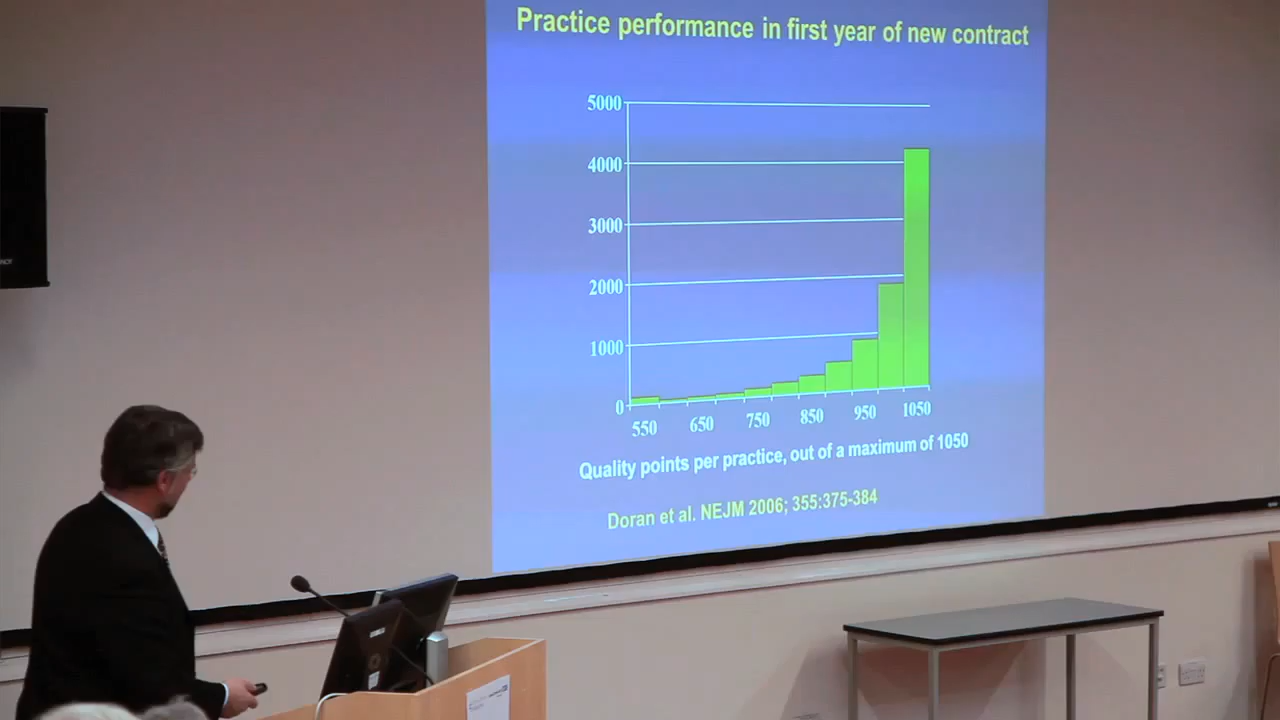 Practice performance in first year of new contract
5000
4000
3000
2000
1000
0
550 650 750 850 950 1050
Quality points per practice, out of a maximum of 1050
Doran et al. NEJM 2006; 355:375-384